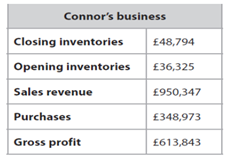 Connor's business
Closing inventories £48,794
Opening inventories £36,325
Sales revenue £950,347
Purchases £348,973
Gross profit £613,843